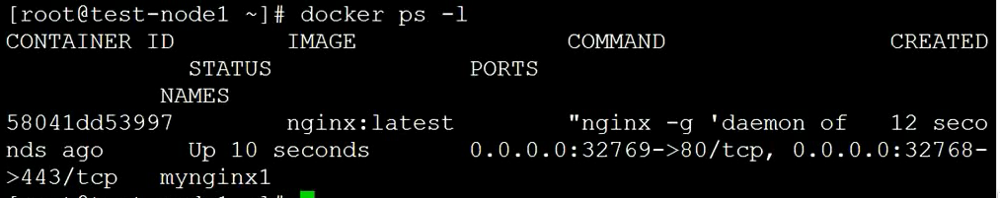 [root@test-node1 ~]# docker ps -l
CONTAINER ID        IMAGE               COMMAND                CREATED
             STATUS              PORTS
           NAMES
58041dd53997        nginx:latest        "nginx -g 'daemon of   12 seco
nds ago      Up 10 seconds       0.0.0.0:32769->80/tcp, 0.0.0.0:32768-
>443/tcp   mynginx1